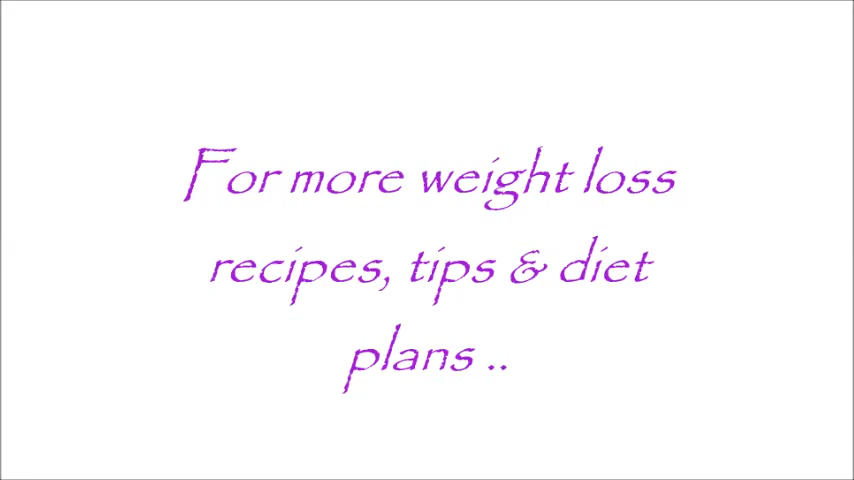 For more weight loss
recipes, tips & diet
plans ..